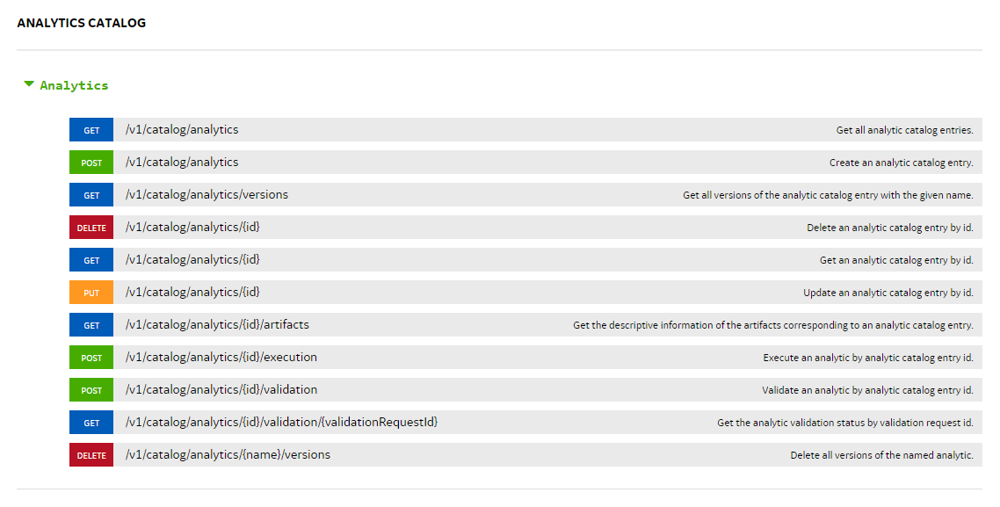 ANALYTICS CATALOG
Analytics
GET /v1/catalog/analytics Get all analytic catalog entries.
POST /v1/catalog/analytics Create an analytic catalog entry.
GET /v1/catalog/analytics/versions Get all versions of the analytic catalog entry with the given name.
DELETE /v1/catalog/analytics/{id} Delete an analytic catalog entry by id.
GET /v1/catalog/analytics/{id} Get an analytic catalog entry by id.
PUT /v1/catalog/analytics/{id} Update an analytic catalog entry by id.
GET /v1/catalog/analytics/{id}/artifacts Get the descriptive information of the artifacts corresponding to an analytic catalog entry.
POST /v1/catalog/analytics/{id}/execution Execute an analytic by analytic catalog entry id.
POST /v1/catalog/analytics/{id}/validation Validate an analytic by analytic catalog entry id.
GET /v1/catalog/analytics/{id}/validation/{validationRequestId} Get the analytic validation status by validation request id.
DELETE /v1/catalog/analytics/{name}/versions Delete all versions of the named analytic.